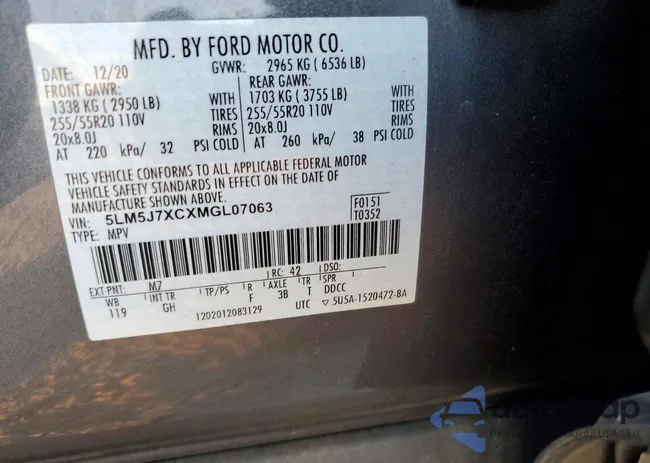 MFD. BY FORD MOTOR CO.
DATE: 12/20 GVWR: 2965 KG ( 6536 LB)
FRONT GAWR: REAR GAWR:
1338 KG ( 2950 LB) WITH 1703 KG ( 3755 LB) WITH
255/55R20 110V TIRES 255/55R20 110V TIRES
20x8.0J RIMS 20x8.0J RIMS
AT 220 kPa/ 32 PSI COLD AT 260 kPa/ 38 PSI COLD
THIS VEHICLE CONFORMS TO ALL APPLICABLE FEDERAL MOTOR
VEHICLE SAFETY STANDARDS IN EFFECT ON THE DATE OF
MANUFACTURE SHOWN ABOVE.
VIN: 5LM5J7XCXMGL07063 F0151
TYPE: MPV T0352
EXT PNT: M7 RC: 42 DSO:
WB INT TR TP/PS R AXLE TR SPR
119 GH F 3B T DDCC
1202012083129 UTC ▽ 5U5A-1520472-BA